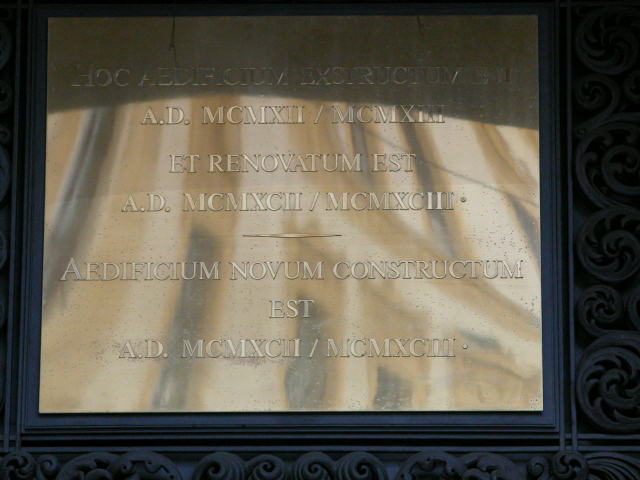 HOC AEDIFICIUM EXSTRUCTUM EST
A.D. MCMXII / MCMXIII
ET RENOVATUM EST
A.D. MCMXCII / MCMXCIII.
AEDIFICIUM NOVUM CONSTRUCTUM
EST
A.D. MCMXCII / MCMXCIII.